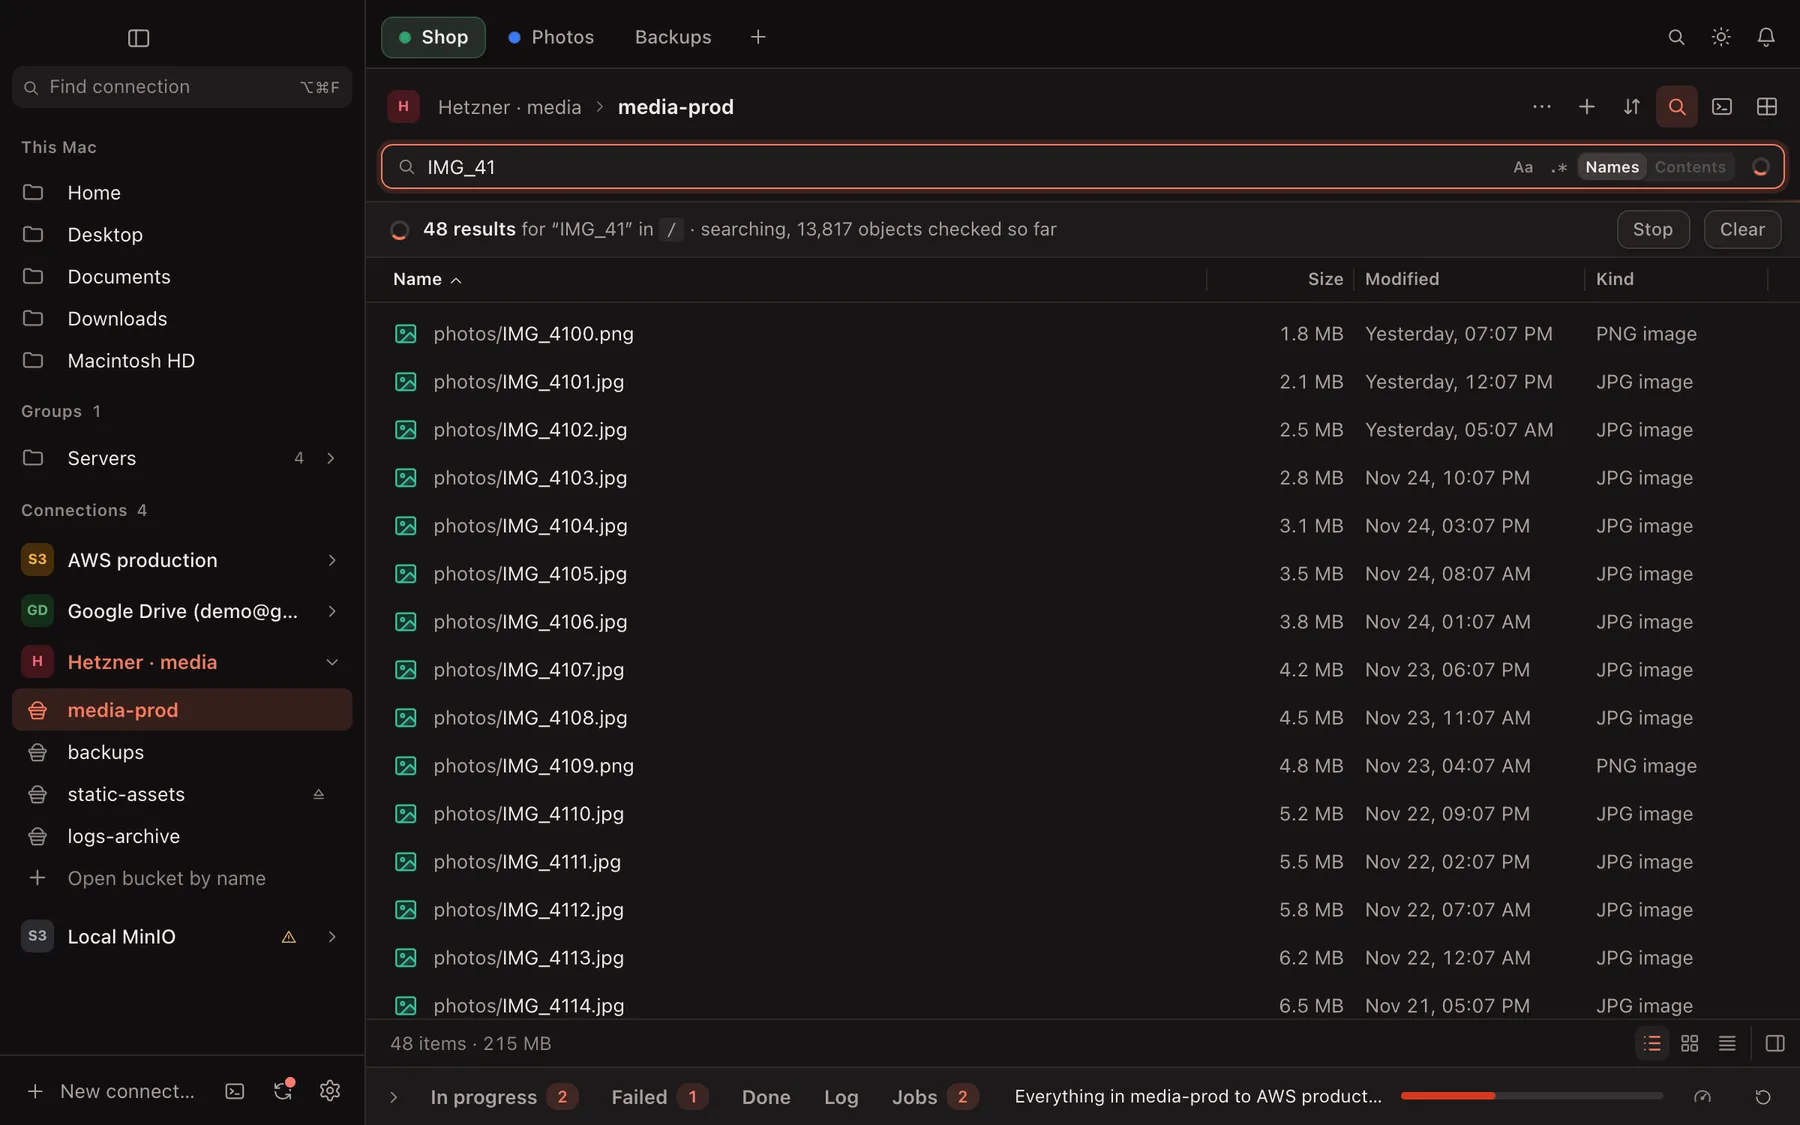 Shop
Photos
Backups
Find connection
⌥⌘F
This Mac
Home
Desktop
Documents
Downloads
Macintosh HD
Groups 1
Servers 4
Connections 4
S3 AWS production
GD Google Drive (demo@g...
H Hetzner · media
media-prod
backups
static-assets
logs-archive
Open bucket by name
S3 Local MinIO
New connect...
H Hetzner · media > media-prod
IMG_41
Aa .* Names Contents
48 results for “IMG_41” in / · searching, 13,817 objects checked so far
Stop Clear
Name Size Modified Kind
photos/IMG_4100.png 1.8 MB Yesterday, 07:07 PM PNG image
photos/IMG_4101.jpg 2.1 MB Yesterday, 12:07 PM JPG image
photos/IMG_4102.jpg 2.5 MB Yesterday, 05:07 AM JPG image
photos/IMG_4103.jpg 2.8 MB Nov 24, 10:07 PM JPG image
photos/IMG_4104.jpg 3.1 MB Nov 24, 03:07 PM JPG image
photos/IMG_4105.jpg 3.5 MB Nov 24, 08:07 AM JPG image
photos/IMG_4106.jpg 3.8 MB Nov 24, 01:07 AM JPG image
photos/IMG_4107.jpg 4.2 MB Nov 23, 06:07 PM JPG image
photos/IMG_4108.jpg 4.5 MB Nov 23, 11:07 AM JPG image
photos/IMG_4109.png 4.8 MB Nov 23, 04:07 AM PNG image
photos/IMG_4110.jpg 5.2 MB Nov 22, 09:07 PM JPG image
photos/IMG_4111.jpg 5.5 MB Nov 22, 02:07 PM JPG image
photos/IMG_4112.jpg 5.8 MB Nov 22, 07:07 AM JPG image
photos/IMG_4113.jpg 6.2 MB Nov 22, 12:07 AM JPG image
photos/IMG_4114.jpg 6.5 MB Nov 21, 05:07 PM JPG image
48 items · 215 MB
In progress 2 Failed 1 Done Log Jobs 2 Everything in media-prod to AWS product...